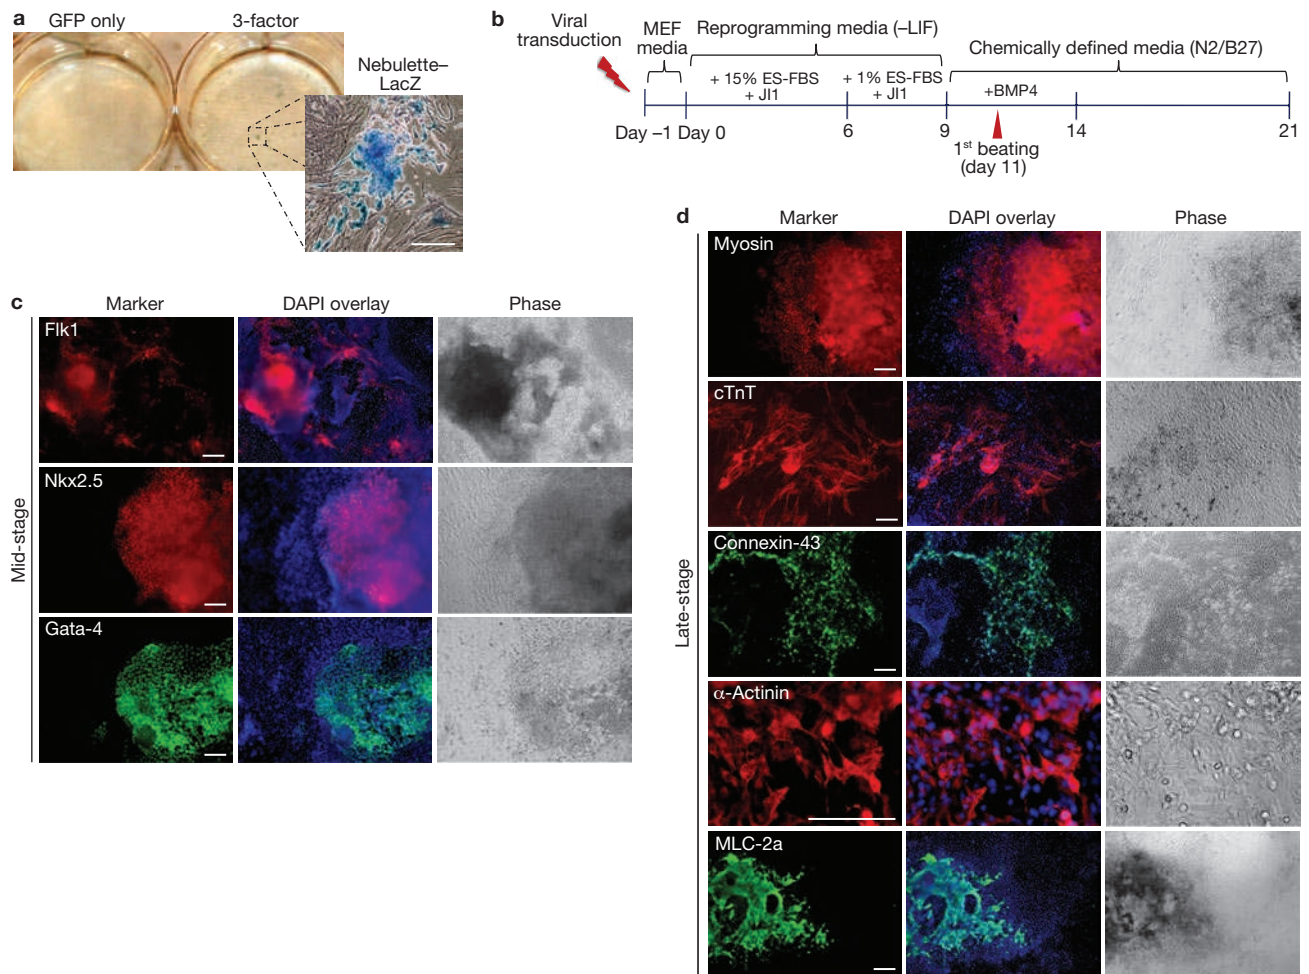 a
GFP only
3-factor
Nebulette–
LacZ
b
Viral
transduction
MEF
media
Reprogramming media (–LIF)
Chemically defined media (N2/B27)
+ 15% ES-FBS
+ JI1
+ 1% ES-FBS
+ JI1
+BMP4
Day –1
Day 0
6
9
14
21
1st beating
(day 11)
c
Marker
DAPI overlay
Phase
Mid-stage
Flk1
Nkx2.5
Gata-4
d
Marker
DAPI overlay
Phase
Late-stage
Myosin
cTnT
Connexin-43
α-Actinin
MLC-2a